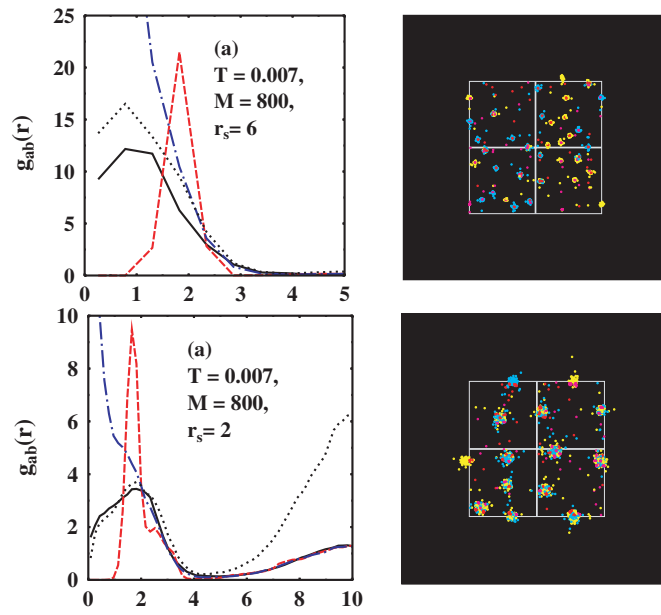 25
20
15
10
5
0
g_ab(r)
(a)
T = 0.007,
M = 800,
r_s= 6
0 1 2 3 4 5
10
8
6
4
2
0
g_ab(r)
(a)
T = 0.007,
M = 800,
r_s= 2
0 2 4 6 8 10